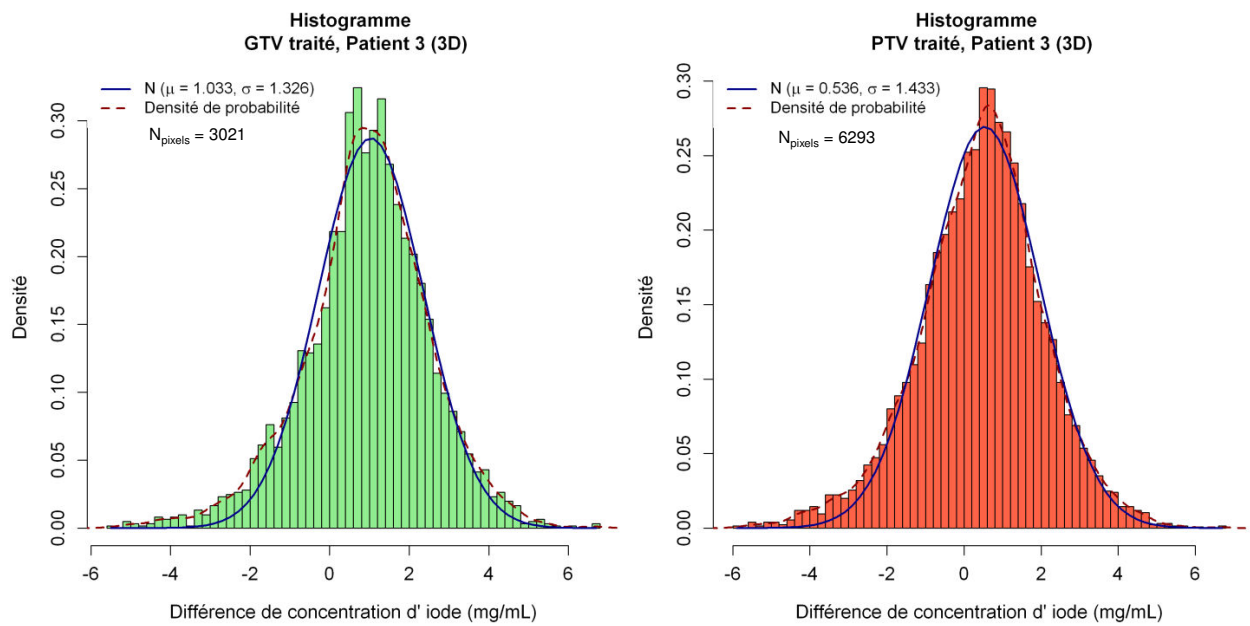 Histogramme
GTV traité, Patient 3 (3D)
N (μ = 1.033, σ = 1.326)
Densité de probabilité
N_pixels = 3021
Densité
0.30
0.25
0.20
0.15
0.10
0.05
0.00
-6 -4 -2 0 2 4 6
Différence de concentration d' iode (mg/mL)
Histogramme
PTV traité, Patient 3 (3D)
N (μ = 0.536, σ = 1.433)
Densité de probabilité
N_pixels = 6293
Densité
0.30
0.25
0.20
0.15
0.10
0.05
0.00
-6 -4 -2 0 2 4 6
Différence de concentration d' iode (mg/mL)